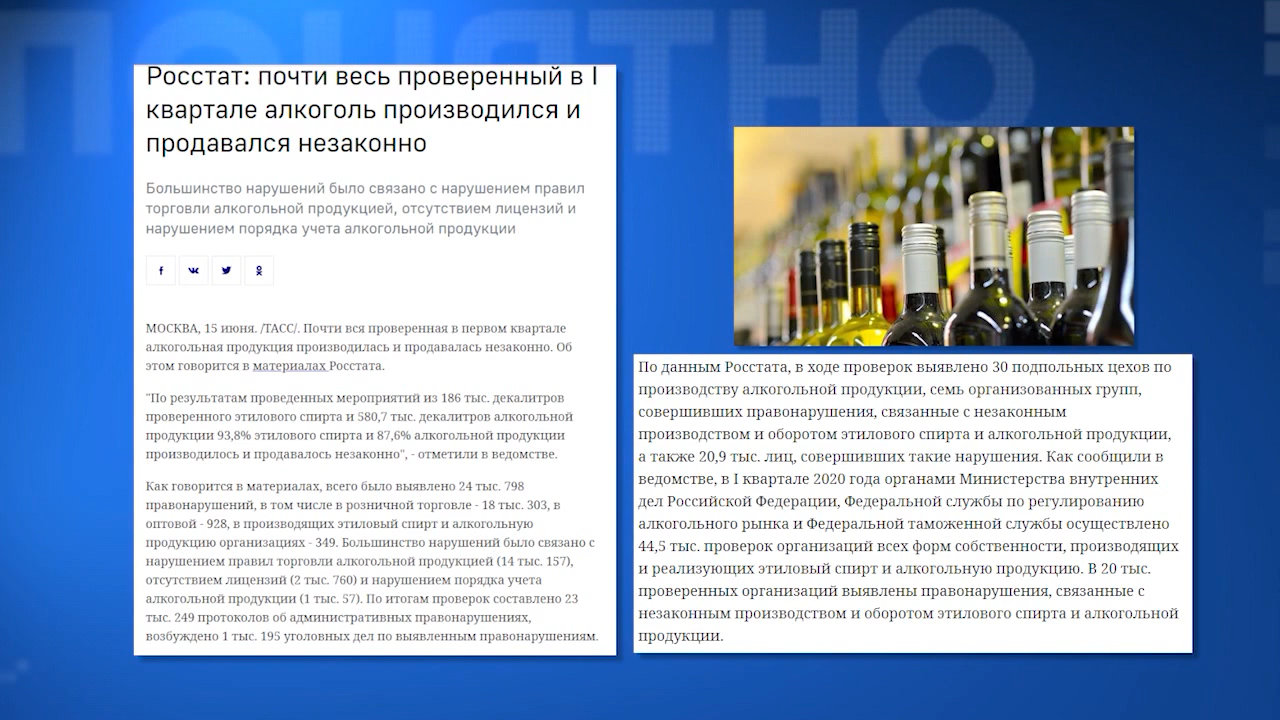 ПОНЯТНО
Росстат: почти весь проверенный в I
квартале алкоголь производился и
продавался незаконно
Большинство нарушений было связано с нарушением правил
торговли алкогольной продукцией, отсутствием лицензий и
нарушением порядка учета алкогольной продукции
МОСКВА, 15 июня. /ТАСС/. Почти вся проверенная в первом квартале
алкогольная продукция производилась и продавалась незаконно. Об
этом говорится в материалах Росстата.
"По результатам проведенных мероприятий из 186 тыс. декалитров
проверенного этилового спирта и 580,7 тыс. декалитров алкогольной
продукции 93,8% этилового спирта и 87,6% алкогольной продукции
производилось и продавалось незаконно", - отметили в ведомстве.
Как говорится в материалах, всего было выявлено 24 тыс. 798
правонарушений, в том числе в розничной торговле - 18 тыс. 303, в
оптовой - 928, в производящих этиловый спирт и алкогольную
продукцию организациях - 349. Большинство нарушений было связано с
нарушением правил торговли алкогольной продукцией (14 тыс. 157),
отсутствием лицензий (2 тыс. 760) и нарушением порядка учета
алкогольной продукции (1 тыс. 57). По итогам проверок составлено 23
тыс. 249 протоколов об административных правонарушениях,
возбуждено 1 тыс. 195 уголовных дел по выявленным правонарушениям.
По данным Росстата, в ходе проверок выявлено 30 подпольных цехов по
производству алкогольной продукции, семь организованных групп,
совершивших правонарушения, связанные с незаконным
производством и оборотом этилового спирта и алкогольной продукции,
а также 20,9 тыс. лиц, совершивших такие нарушения. Как сообщили в
ведомстве, в I квартале 2020 года органами Министерства внутренних
дел Российской Федерации, Федеральной службы по регулированию
алкогольного рынка и Федеральной таможенной службы осуществлено
44,5 тыс. проверок организаций всех форм собственности, производящих
и реализующих этиловый спирт и алкогольную продукцию. В 20 тыс.
проверенных организаций выявлены правонарушения, связанные с
незаконным производством и оборотом этилового спирта и алкогольной
продукции.